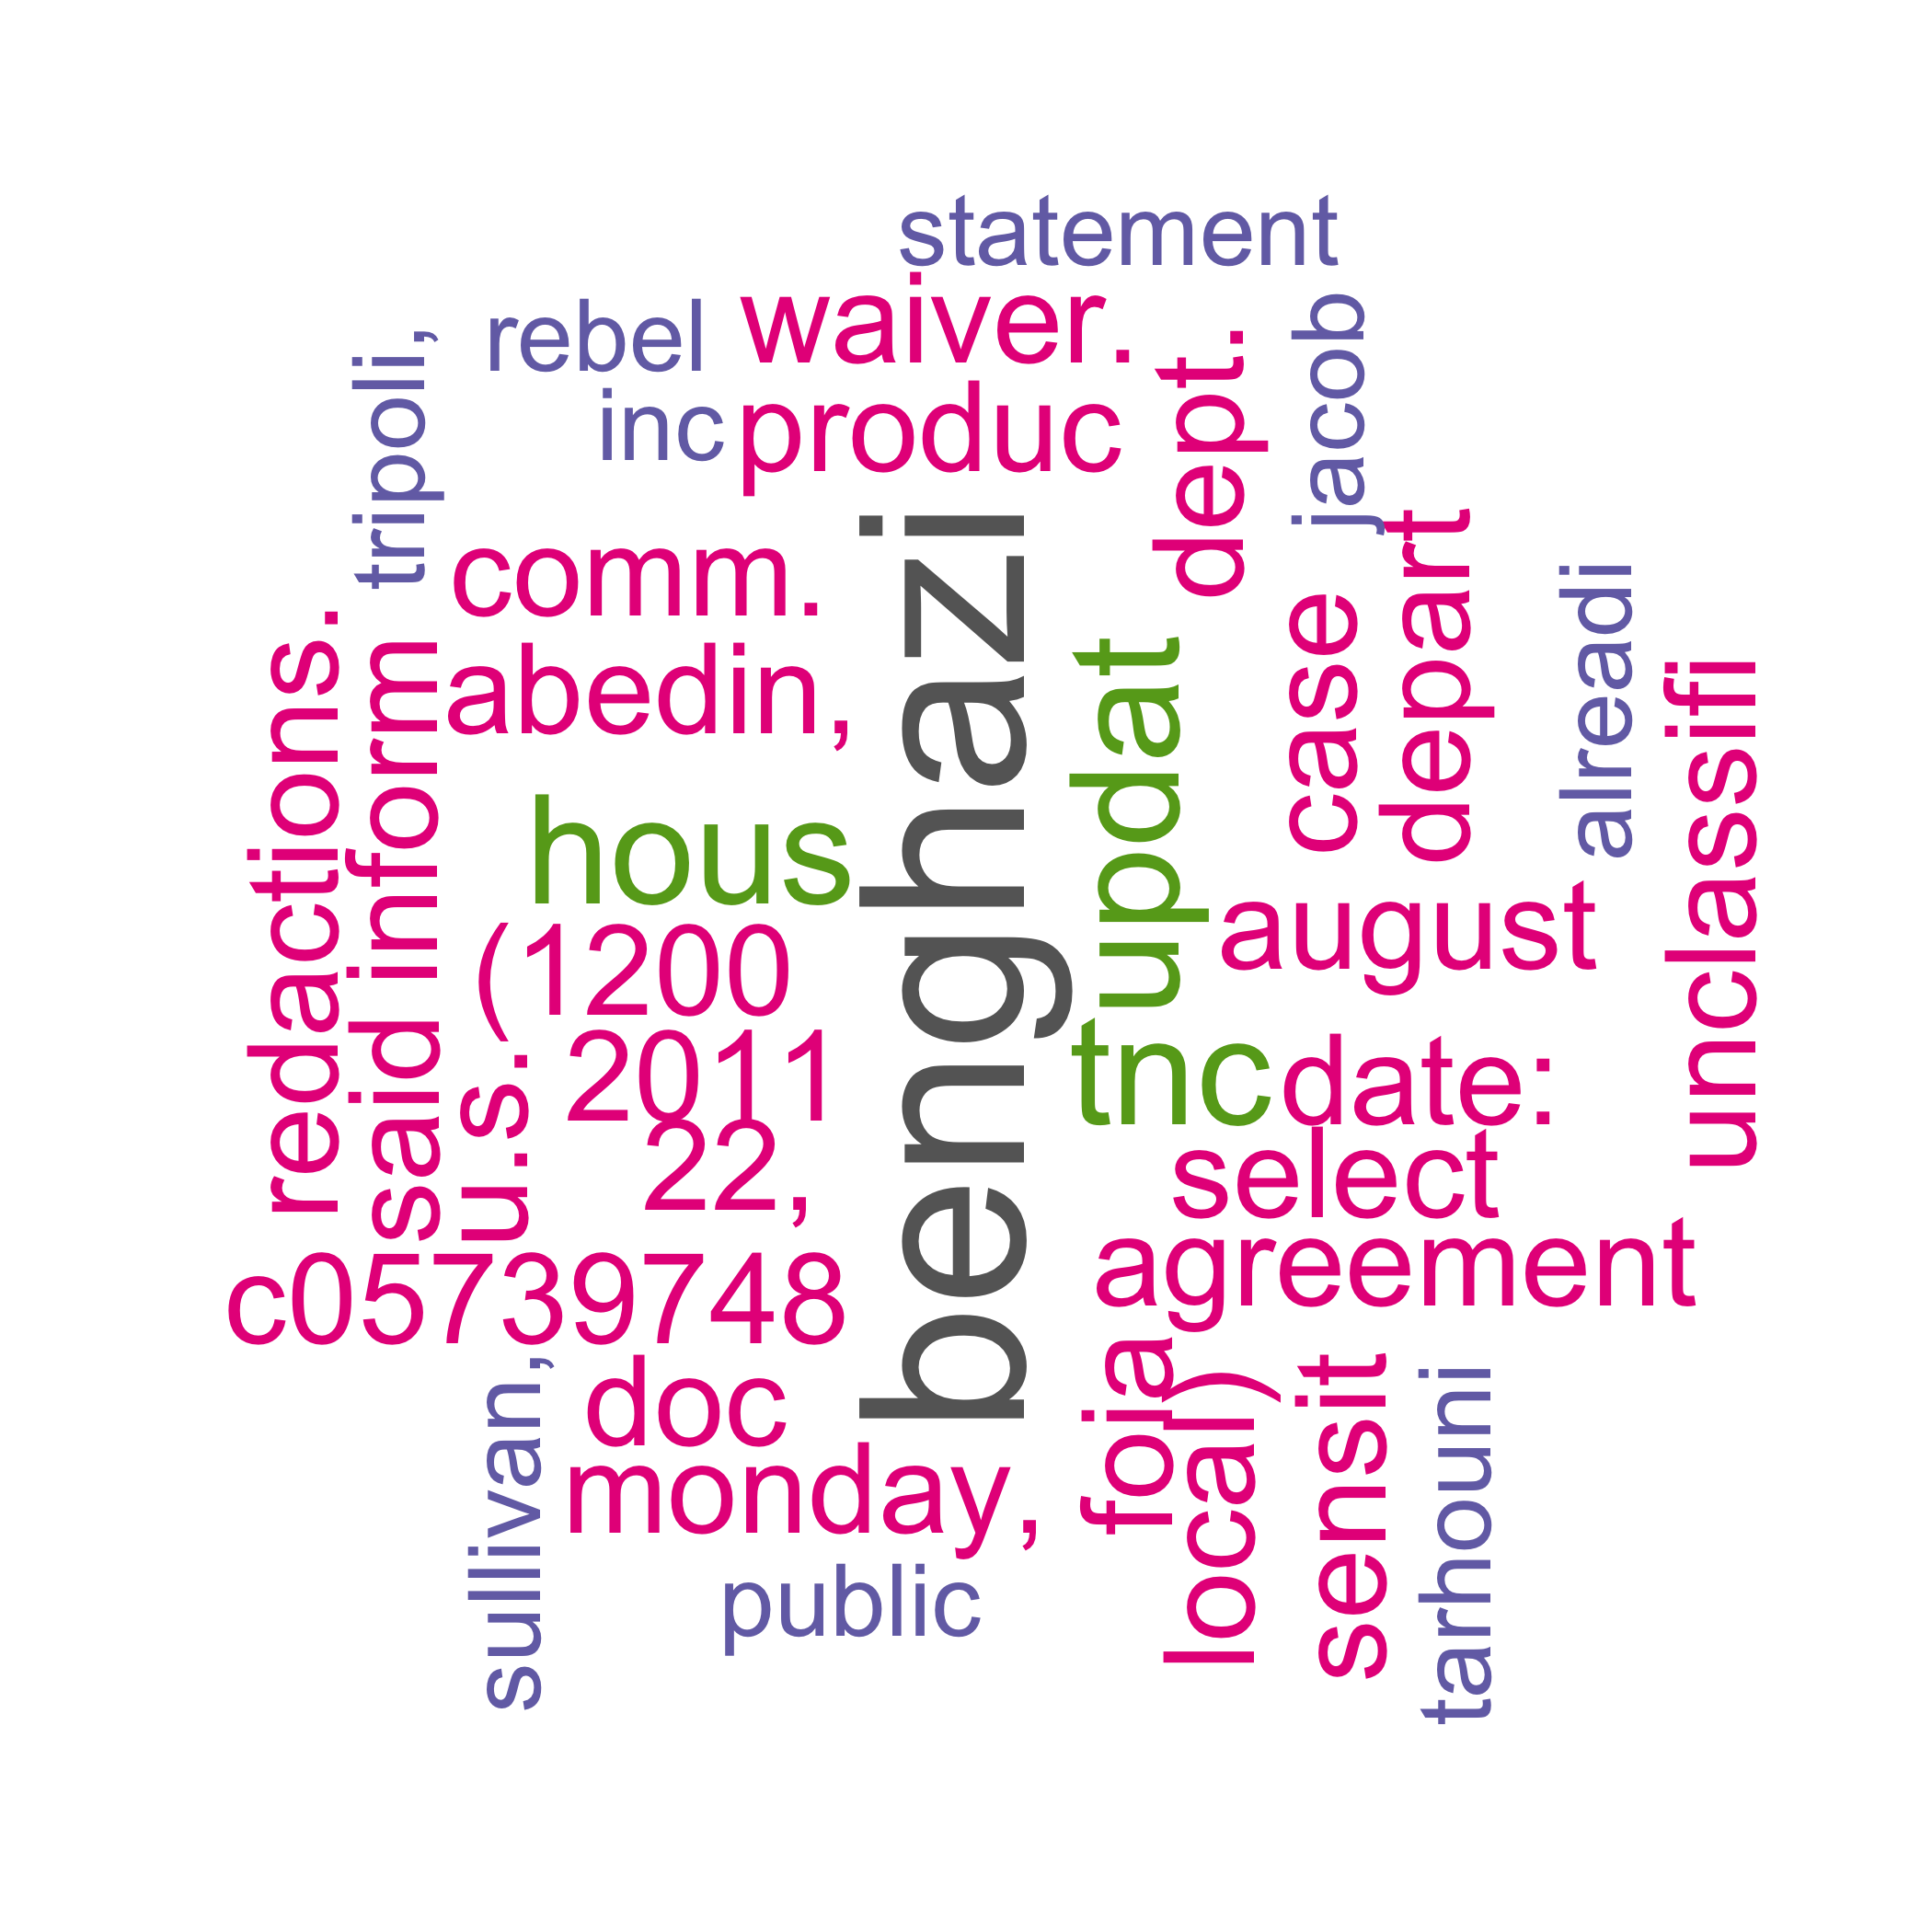 statement
rebel
waiver.
inc
produc
tripoli,
dept.
jacob
comm.
benghazi
case
depart
alreadi
redactions.
inform
abedin,
updat
unclassifi
hous
august
(1200
said
u.s.
2011
tnc
date:
22,
select
c05739748
agreement
sullivan,
doc
foia
local)
sensit
tarhouni
monday,
public